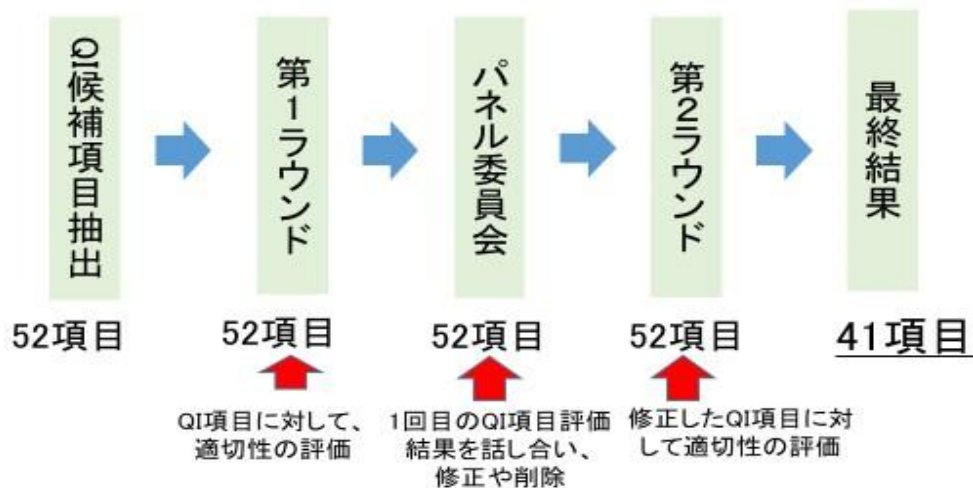 QI候補項目抽出
第1ラウンド
パネル委員会
第2ラウンド
最終結果
52項目
52項目
52項目
52項目
41項目
QI項目に対して、
適切性の評価
1回目のQI項目評価
結果を話し合い、
修正や削除
修正したQI項目に対
して適切性の評価